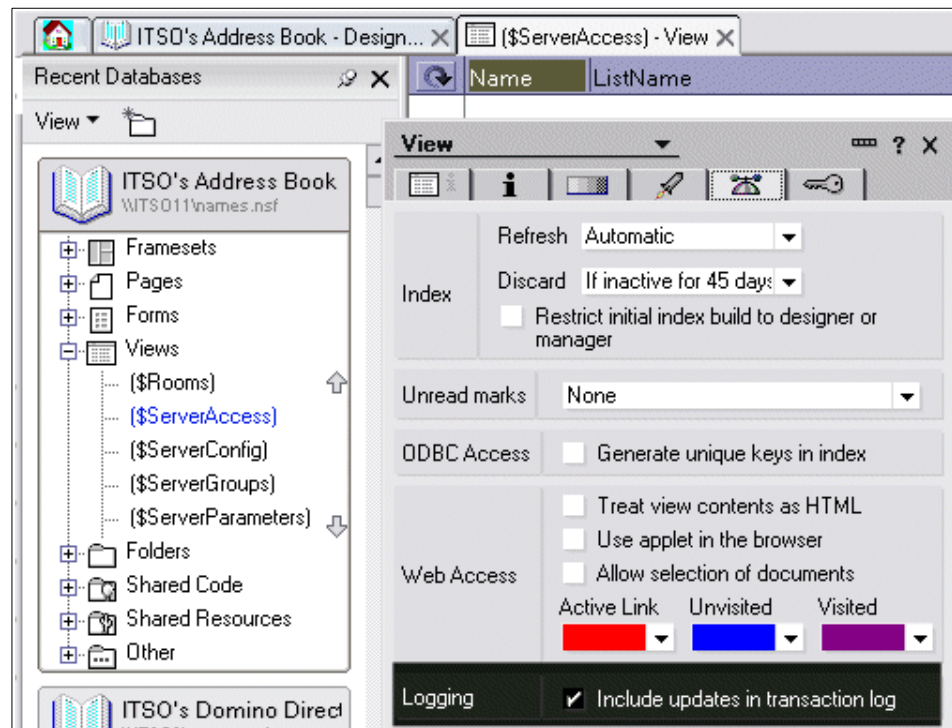 ITSO's Address Book - Design...
($ServerAccess) - View
Recent Databases
Name
ListName
View
ITSO's Address Book
\\ITSO11\names.nsf
Framesets
Pages
Forms
Views
($Rooms)
($ServerAccess)
($ServerConfig)
($ServerGroups)
($ServerParameters)
Folders
Shared Code
Shared Resources
Other
ITSO's Domino Direct
View
?
i
Index
Refresh
Automatic
Discard
If inactive for 45 days
Restrict initial index build to designer or
manager
Unread marks
None
ODBC Access
Generate unique keys in index
Web Access
Treat view contents as HTML
Use applet in the browser
Allow selection of documents
Active Link
Unvisited
Visited
Logging
Include updates in transaction log